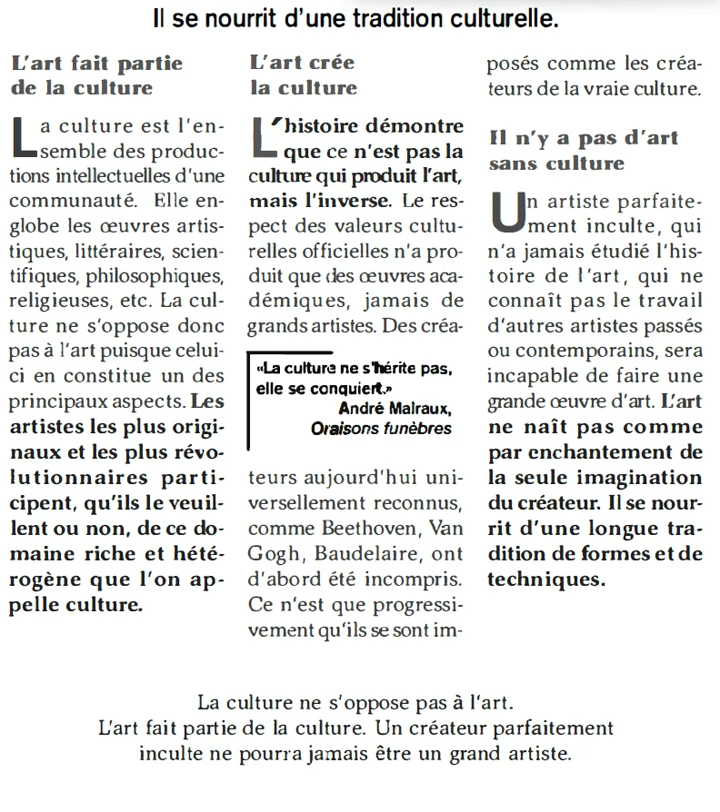 Il se nourrit d'une tradition culturelle.
L'art fait partie
de la culture
La culture est l'en-
semble des produc-
tions intellectuelles d'une
communauté. Elle en-
globe les œuvres artis-
tiques, littéraires, scien-
tifiques, philosophiques,
religieuses, etc. La cul-
ture ne s'oppose donc
pas à l'art puisque celui-
ci en constitue un des
principaux aspects. Les
artistes les plus origi-
naux et les plus révo-
lutionnaires parti-
cipent, qu'ils le veuil-
lent ou non, de ce do-
maine riche et hété-
rogène que l'on ap-
pelle culture.
L'art crée
la culture
L'histoire démontre
que ce n'est pas la
culture qui produit l'art,
mais l'inverse. Le res-
pect des valeurs cultu-
relles officielles n'a pro-
duit que des œuvres aca-
démiques, jamais de
grands artistes. Des créa-
«La culture ne s'hérite pas,
elle se conquiert.»
André Malraux,
Oraisons funèbres
teurs aujourd'hui uni-
versellement reconnus,
comme Beethoven, Van
Gogh, Baudelaire, ont
d'abord été incompris.
Ce n'est que progressi-
vement qu'ils se sont im-
posés comme les créa-
teurs de la vraie culture.
Il n'y a pas d'art
sans culture
Un artiste parfaite-
ment inculte, qui
n'a jamais étudié l'his-
toire de l'art, qui ne
connaît pas le travail
d'autres artistes passés
ou contemporains, sera
incapable de faire une
grande œuvre d'art. L'art
ne naît pas comme
par enchantement de
la seule imagination
du créateur. Il se nour-
rit d'une longue tra-
dition de formes et de
techniques.
La culture ne s'oppose pas à l'art.
L'art fait partie de la culture. Un créateur parfaitement
inculte ne pourra jamais être un grand artiste.